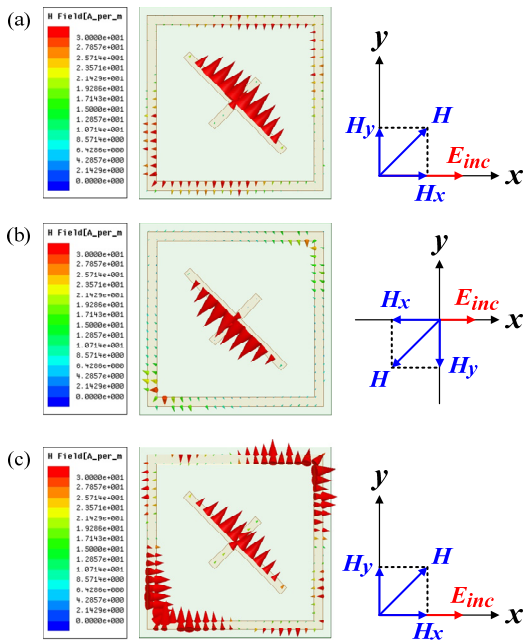 (a)
H Field[A_per_m
3.0000e+001
2.7857e+001
2.5714e+001
2.3571e+001
2.1429e+001
1.9286e+001
1.7143e+001
1.5000e+001
1.2857e+001
1.0714e+001
8.5714e+000
6.4286e+000
4.2857e+000
2.1429e+000
0.0000e+000
y
Hy
H
Einc
Hx
x
(b)
H Field[A_per_m
3.0000e+001
2.7857e+001
2.5714e+001
2.3571e+001
2.1429e+001
1.9286e+001
1.7143e+001
1.5000e+001
1.2857e+001
1.0714e+001
8.5714e+000
6.4286e+000
4.2857e+000
2.1429e+000
0.0000e+000
y
Hx
Einc
x
H
Hy
(c)
H Field[A_per_m
3.0000e+001
2.7857e+001
2.5714e+001
2.3571e+001
2.1429e+001
1.9286e+001
1.7143e+001
1.5000e+001
1.2857e+001
1.0714e+001
8.5714e+000
6.4286e+000
4.2857e+000
2.1429e+000
0.0000e+000
y
Hy
H
Einc
Hx
x